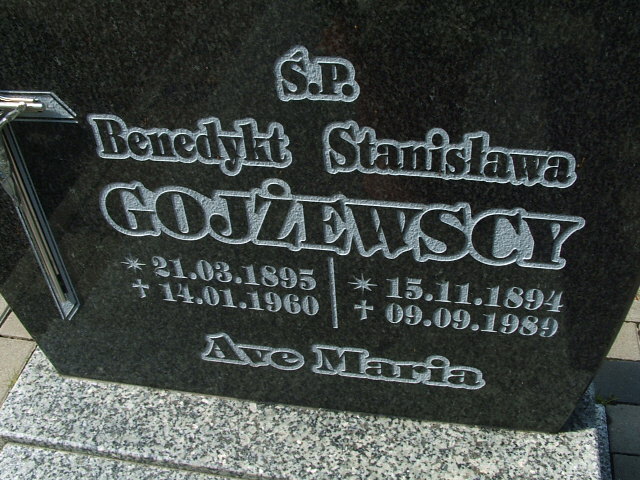 Ś.P.
Benedykt Stanisława
GOJŻEWSCY
* 21.03.1895 * 15.11.1894
† 14.01.1960 † 09.09.1989
Ave Maria